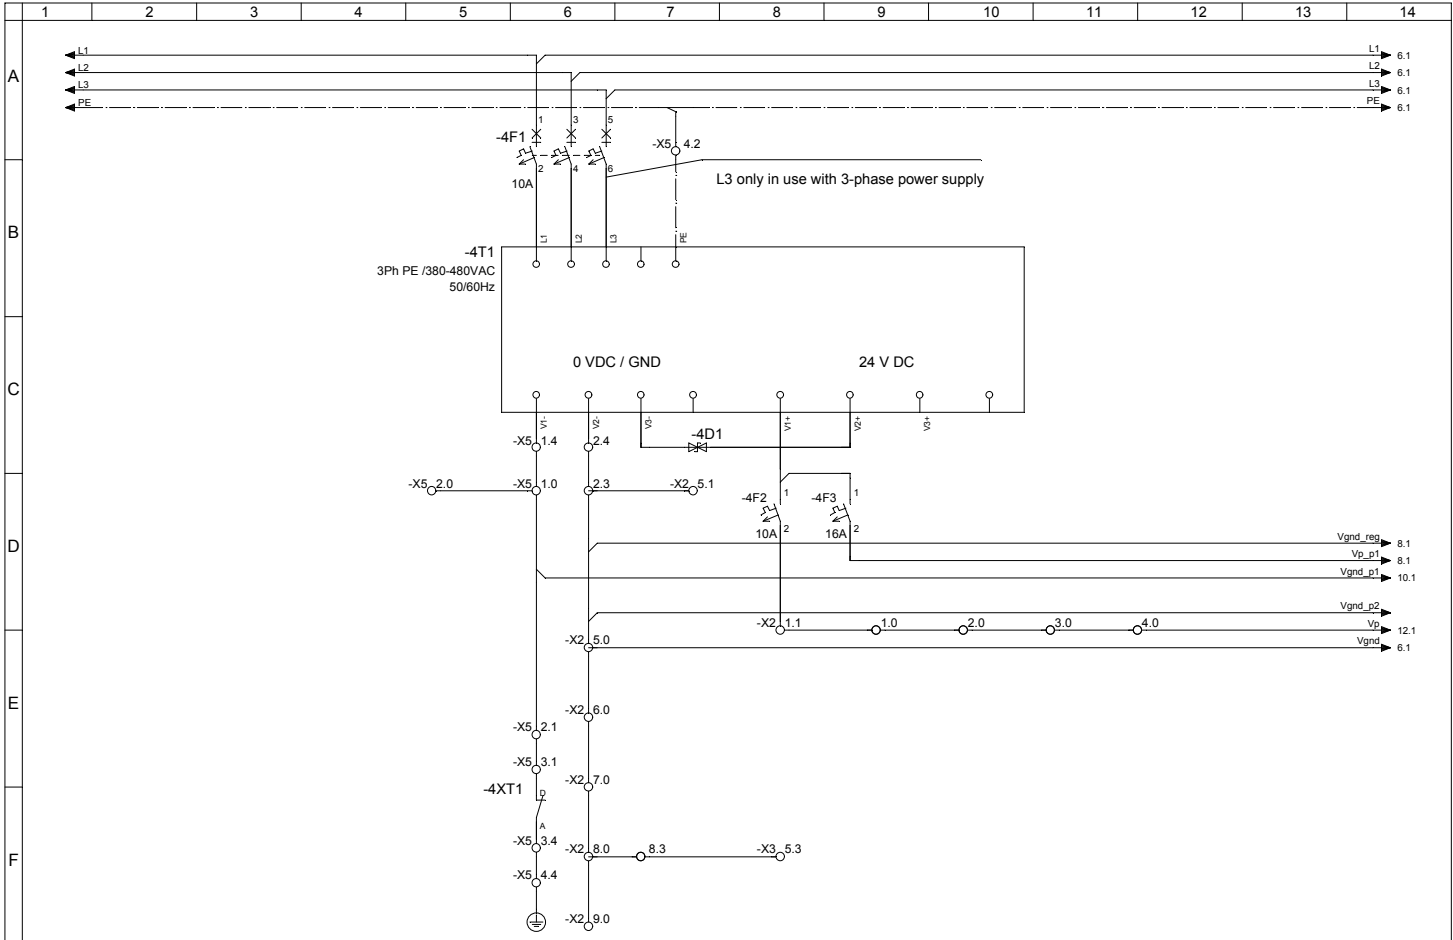 1 2 3 4 5 6 7 8 9 10 11 12 13 14
A
L1 L1 6.1
L2 L2 6.1
L3 L3 6.1
PE PE 6.1
1 3 5
-4F1 -X5 4.2
2 4 6
10A L3 only in use with 3-phase power supply
B
L1 L2 L3 PE
-4T1
3Ph PE /380-480VAC
50/60Hz
0 VDC / GND 24 V DC
C
V1- V2- V3- V1+ V2+ V3+
-X5 1.4 2.4 -4D1
-X5 2.0 -X5 1.0 2.3 -X2 5.1
-4F2 1 -4F3 1
10A 2 16A 2
D
Vgnd_reg 8.1
Vp_p1 8.1
Vgnd_p1 10.1
Vgnd_p2
-X2 1.1 1.0 2.0 3.0 4.0 Vp 12.1
-X2 5.0 Vgnd 6.1
E
-X2 6.0
-X5 2.1
-X5 3.1
-X2 7.0
-4XT1 D
A
-X5 3.4
F
-X2 8.0 8.3 -X3 5.3
-X5 4.4
-X2 9.0